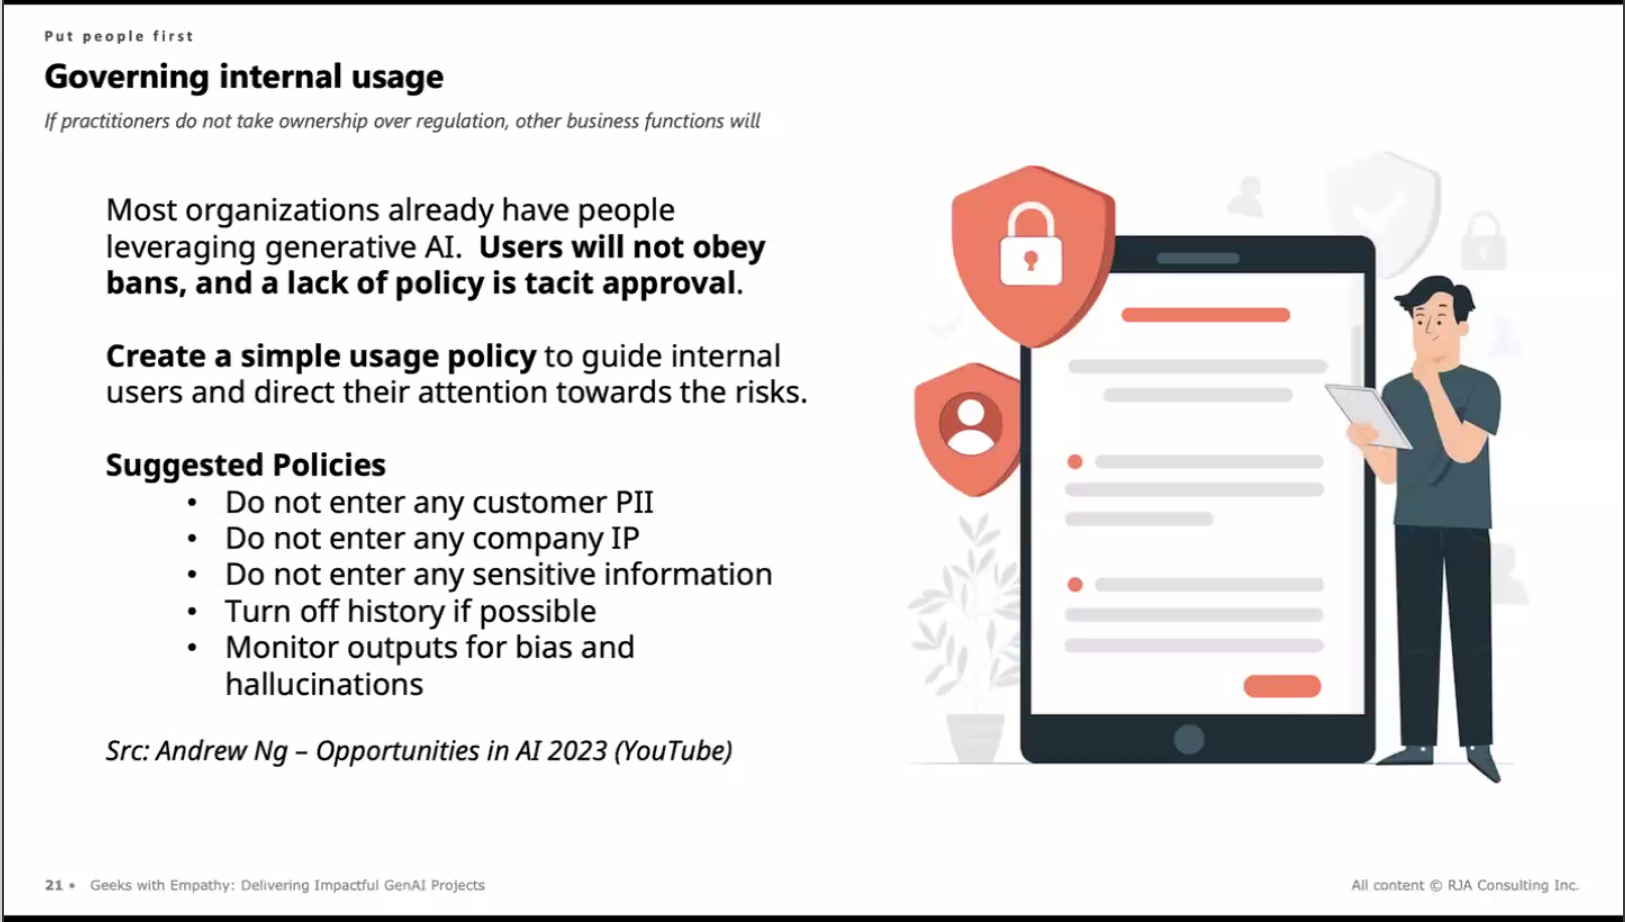 Put people first
Governing internal usage
If practitioners do not take ownership over regulation, other business functions will
Most organizations already have people
leveraging generative AI.  Users will not obey
bans, and a lack of policy is tacit approval.
Create a simple usage policy to guide internal
users and direct their attention towards the risks.
Suggested Policies
• Do not enter any customer PII
• Do not enter any company IP
• Do not enter any sensitive information
• Turn off history if possible
• Monitor outputs for bias and
hallucinations
Src: Andrew Ng – Opportunities in AI 2023 (YouTube)
21 • Geeks with Empathy: Delivering Impactful GenAI Projects
All content © RJA Consulting Inc.